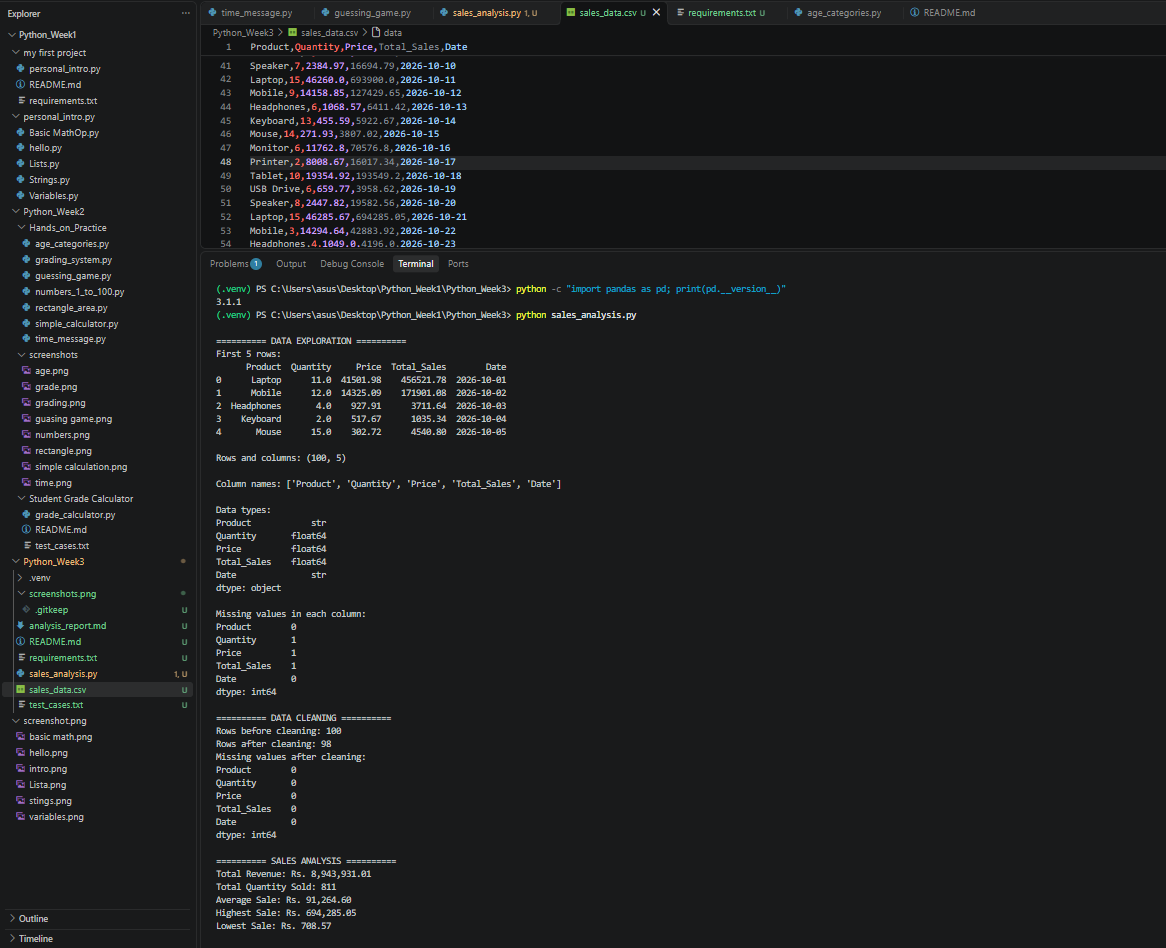 Explorer
Python_Week1
my first project
personal_intro.py
README.md
requirements.txt
personal_intro.py
Basic MathOp.py
hello.py
Lists.py
Strings.py
Variables.py
Python_Week2
Hands_on_Practice
age_categories.py
grading_system.py
guessing_game.py
numbers_1_to_100.py
rectangle_area.py
simple_calculator.py
time_message.py
screenshots
age.png
grade.png
grading.png
guasing game.png
numbers.png
rectangle.png
simple calculation.png
time.png
Student Grade Calculator
grade_calculator.py
README.md
test_cases.txt
Python_Week3
.venv
screenshots.png
.gitkeep U
analysis_report.md U
README.md U
requirements.txt U
sales_analysis.py 1, U
sales_data.csv U
test_cases.txt U
screenshot.png
basic math.png
hello.png
intro.png
Lista.png
stings.png
variables.png
Outline
Timeline
time_message.py guessing_game.py sales_analysis.py 1, U sales_data.csv U requirements.txt U age_categories.py README.md
Python_Week3 > sales_data.csv > data
1 Product,Quantity,Price,Total_Sales,Date
41 Speaker,7,2384.97,16694.79,2026-10-10
42 Laptop,15,46260.0,693900.0,2026-10-11
43 Mobile,9,14158.85,127429.65,2026-10-12
44 Headphones,6,1068.57,6411.42,2026-10-13
45 Keyboard,13,455.59,5922.67,2026-10-14
46 Mouse,14,271.93,3807.02,2026-10-15
47 Monitor,6,11762.8,70576.8,2026-10-16
48 Printer,2,8008.67,16017.34,2026-10-17
49 Tablet,10,19354.92,193549.2,2026-10-18
50 USB Drive,6,659.77,3958.62,2026-10-19
51 Speaker,8,2447.82,19582.56,2026-10-20
52 Laptop,15,46285.67,694285.05,2026-10-21
53 Mobile,3,14294.64,42883.92,2026-10-22
54 Headphones,4,1049.0,4196.0,2026-10-23
Problems 1 Output Debug Console Terminal Ports
(.venv) PS C:\Users\asus\Desktop\Python_Week1\Python_Week3> python -c "import pandas as pd; print(pd.__version__)"
3.1.1
(.venv) PS C:\Users\asus\Desktop\Python_Week1\Python_Week3> python sales_analysis.py
========== DATA EXPLORATION ==========
First 5 rows:
Product Quantity Price Total_Sales Date
0 Laptop 11.0 41501.98 456521.78 2026-10-01
1 Mobile 12.0 14325.09 171901.08 2026-10-02
2 Headphones 4.0 927.91 3711.64 2026-10-03
3 Keyboard 2.0 517.67 1035.34 2026-10-04
4 Mouse 15.0 302.72 4540.80 2026-10-05
Rows and columns: (100, 5)
Column names: ['Product', 'Quantity', 'Price', 'Total_Sales', 'Date']
Data types:
Product str
Quantity float64
Price float64
Total_Sales float64
Date str
dtype: object
Missing values in each column:
Product 0
Quantity 1
Price 1
Total_Sales 1
Date 0
dtype: int64
========== DATA CLEANING ==========
Rows before cleaning: 100
Rows after cleaning: 98
Missing values after cleaning:
Product 0
Quantity 0
Price 0
Total_Sales 0
Date 0
dtype: int64
========== SALES ANALYSIS ==========
Total Revenue: Rs. 8,943,931.01
Total Quantity Sold: 811
Average Sale: Rs. 91,264.60
Highest Sale: Rs. 694,285.05
Lowest Sale: Rs. 708.57